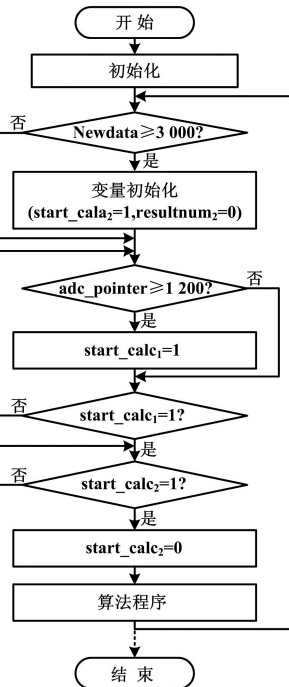 开 始
初始化
否
Newdata≥3 000?
是
变量初始化
(start_cala₂=1,resultnum₂=0)
adc_pointer≥1 200?
否
是
start_calc₁=1
否
start_calc₁=1?
是
否
start_calc₂=1?
是
start_calc₂=0
算法程序
结 束